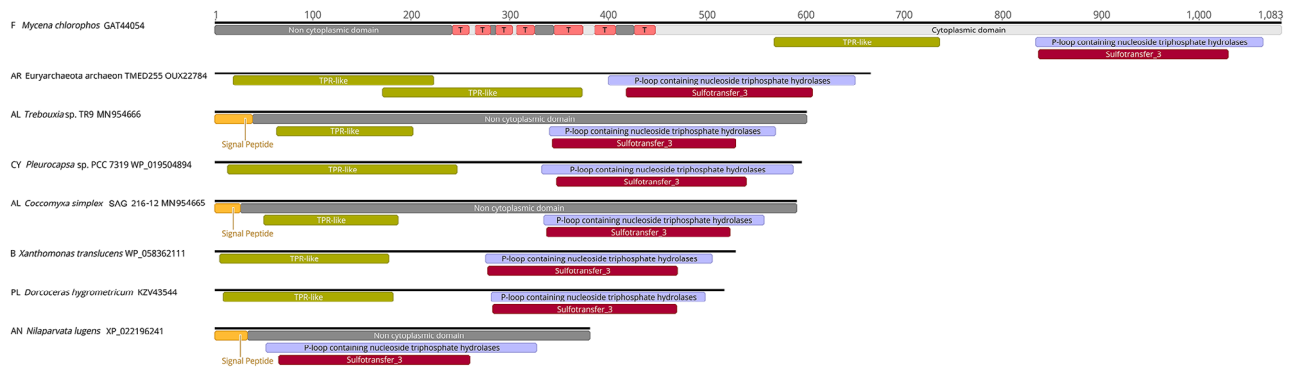 1 100 200 300 400 500 600 700 800 900 1,000 1,083
F Mycena chlorophos GAT44054
Non cytoplasmic domain T T T T T T T Cytoplasmic domain
TPR-like P-loop containing nucleoside triphosphate hydrolases
Sulfotransfer_3
AR Euryarchaeota archaeon TMED255 OUX22784
TPR-like P-loop containing nucleoside triphosphate hydrolases
TPR-like Sulfotransfer_3
AL Trebouxia sp. TR9 MN954666
Non cytoplasmic domain
TPR-like P-loop containing nucleoside triphosphate hydrolases
Signal Peptide Sulfotransfer_3
CY Pleurocapsa sp. PCC 7319 WP_019504894
TPR-like P-loop containing nucleoside triphosphate hydrolases
Sulfotransfer_3
AL Coccomyxa simplex SAG 216-12 MN954665
Non cytoplasmic domain
TPR-like P-loop containing nucleoside triphosphate hydrolases
Signal Peptide Sulfotransfer_3
B Xanthomonas translucens WP_058362111
TPR-like P-loop containing nucleoside triphosphate hydrolases
Sulfotransfer_3
PL Dorcoceras hygrometricum KZV43544
TPR-like P-loop containing nucleoside triphosphate hydrolases
Sulfotransfer_3
AN Nilaparvata lugens XP_022196241
Non cytoplasmic domain
P-loop containing nucleoside triphosphate hydrolases
Signal Peptide Sulfotransfer_3